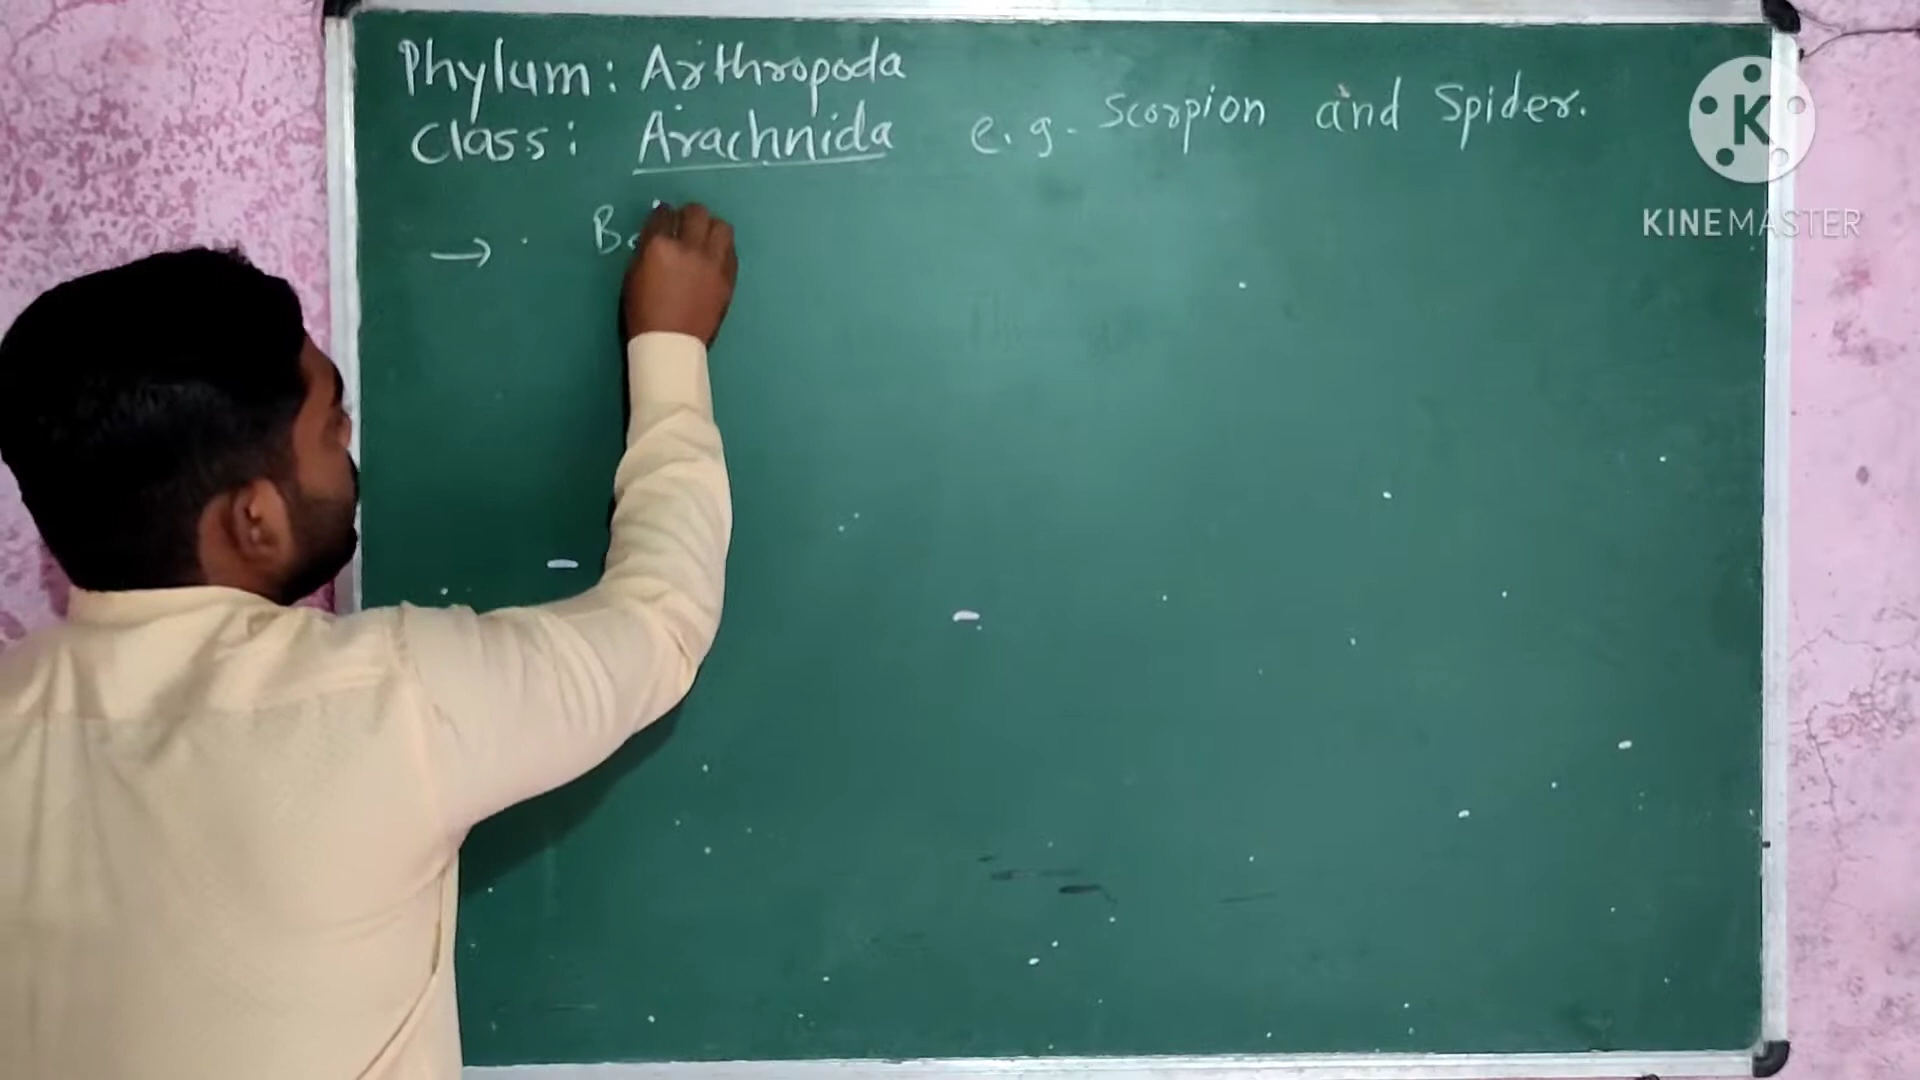 Phylum: Arthropoda
Class: Arachnida e.g. Scorpion and Spider.
→ ·
K
KINEMASTER